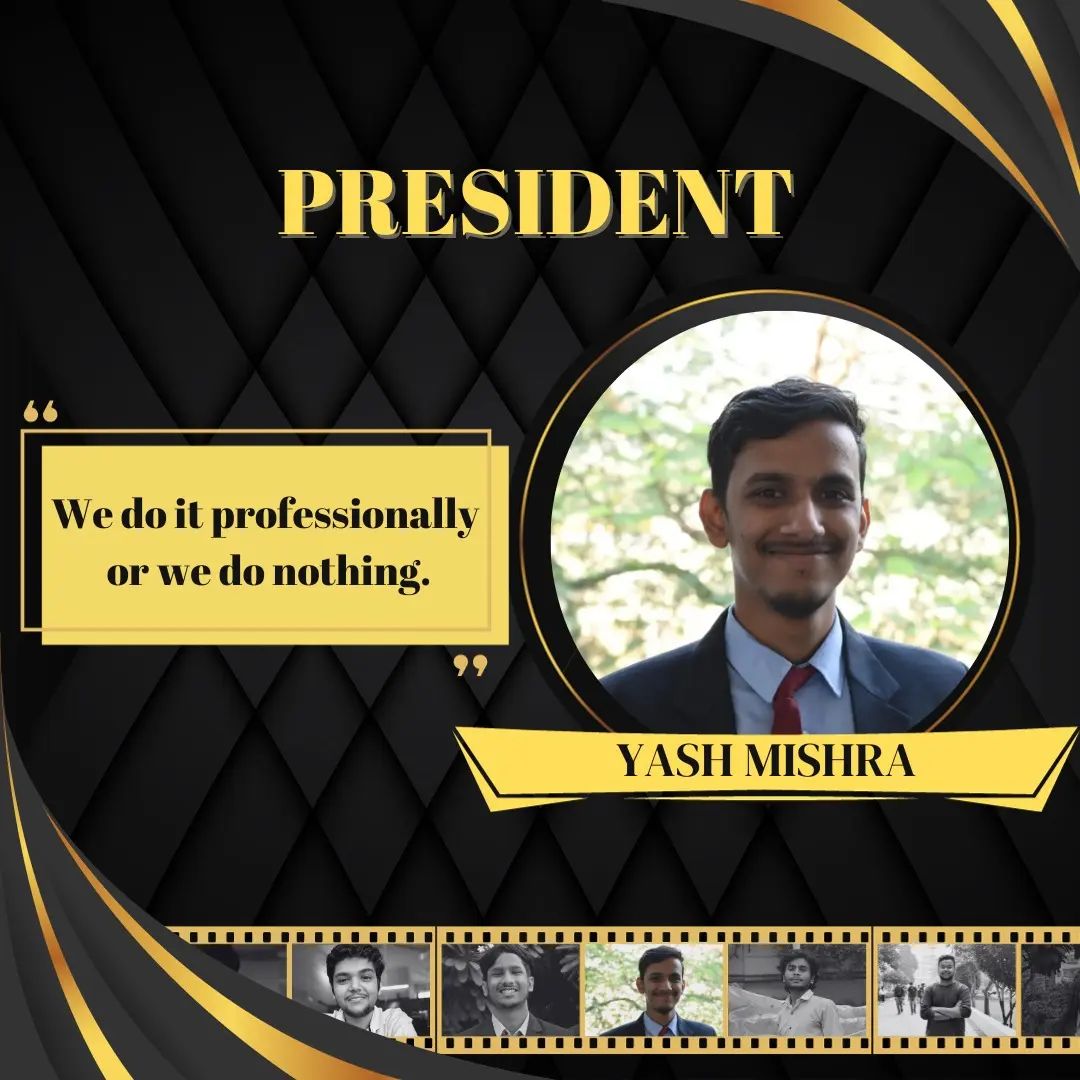 PRESIDENT
“
We do it professionally
or we do nothing.
”
YASH MISHRA